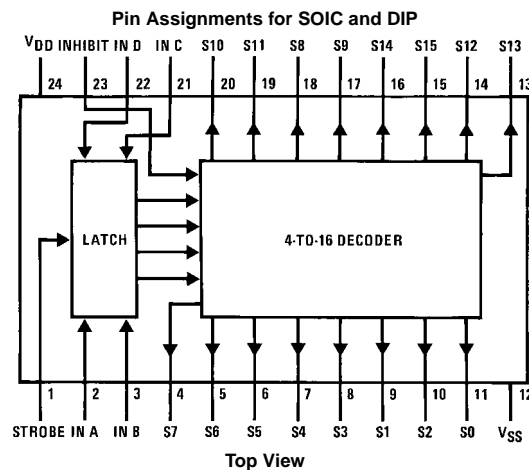 Pin Assignments for SOIC and DIP
VDD INHIBIT IN D IN C S10 S11 S8 S9 S14 S15 S12 S13
24 23 22 21 20 19 18 17 16 15 14 13
LATCH 4-TO-16 DECODER
1 2 3 4 5 6 7 8 9 10 11 12
STROBE IN A IN B S7 S6 S5 S4 S3 S1 S2 S0 VSS
Top View